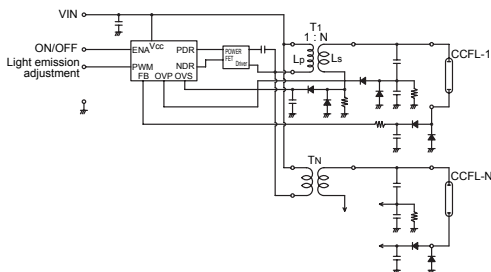 VIN
ON/OFF
Light emission
adjustment
Vcc
ENA
PWM
FB
OVP
OVS
PDR
NDR
POWER
FET
Driver
T1
1 : N
Lp
Ls
CCFL-1
TN
CCFL-N